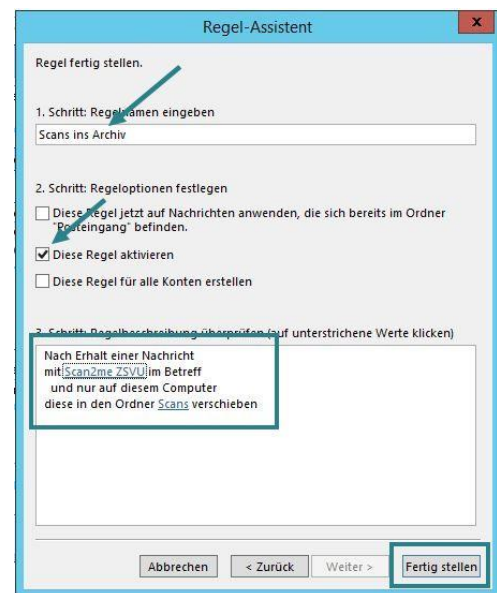 Regel-Assistent
x
Regel fertig stellen.
1. Schritt: Regelnamen eingeben
Scans ins Archiv
2. Schritt: Regeloptionen festlegen
Diese Regel jetzt auf Nachrichten anwenden, die sich bereits im Ordner
"Posteingang" befinden.
Diese Regel aktivieren
Diese Regel für alle Konten erstellen
3. Schritt: Regelbeschreibung überprüfen (auf unterstrichene Werte klicken)
Nach Erhalt einer Nachricht
mit Scan2me ZSVU im Betreff
und nur auf diesem Computer
diese in den Ordner Scans verschieben
Abbrechen < Zurück Weiter > Fertig stellen